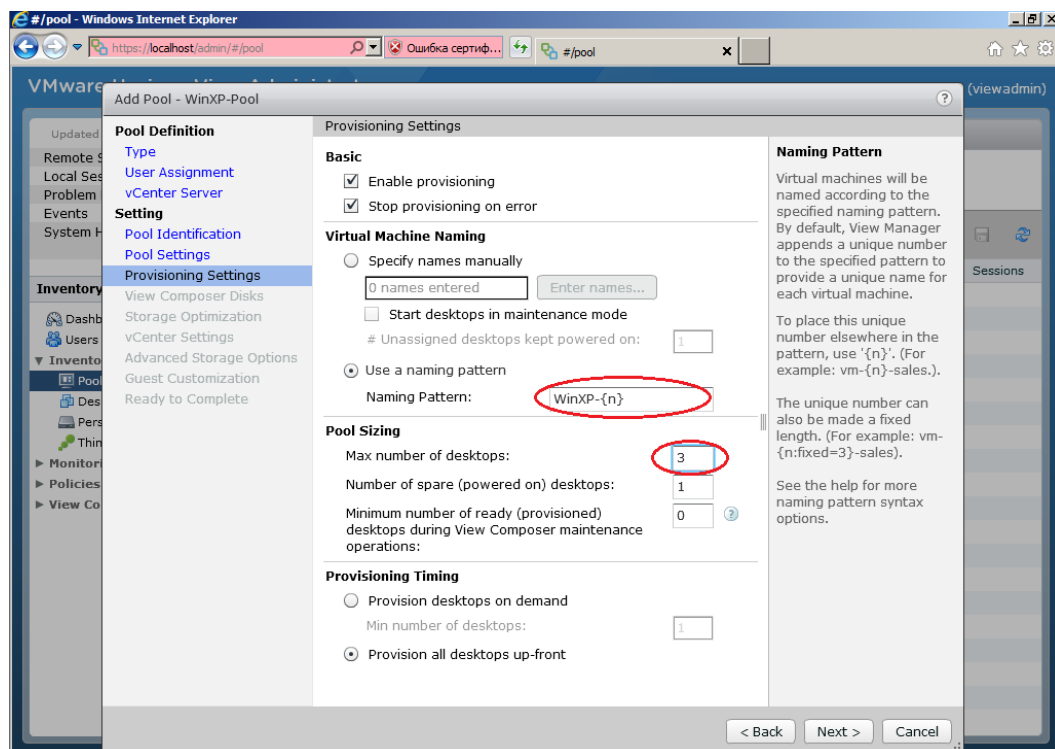 #/pool - Windows Internet Explorer
https://localhost/admin/#/pool
Ошибка сертиф...
#/pool
VMware
(viewadmin)
Add Pool - WinXP-Pool
Updated
Remote S
Local Ses
Problem
Events
System H
Inventory
Dashb
Users
Invento
Pool
Des
Pers
Thin
Monitori
Policies
View Co
Pool Definition
Type
User Assignment
vCenter Server
Setting
Pool Identification
Pool Settings
Provisioning Settings
View Composer Disks
Storage Optimization
vCenter Settings
Advanced Storage Options
Guest Customization
Ready to Complete
Provisioning Settings
Basic
Enable provisioning
Stop provisioning on error
Virtual Machine Naming
Specify names manually
0 names entered
Enter names...
Start desktops in maintenance mode
# Unassigned desktops kept powered on:
1
Use a naming pattern
Naming Pattern:
WinXP-{n}
Pool Sizing
Max number of desktops:
3
Number of spare (powered on) desktops:
1
Minimum number of ready (provisioned)
desktops during View Composer maintenance
operations:
0
Provisioning Timing
Provision desktops on demand
Min number of desktops:
1
Provision all desktops up-front
Naming Pattern
Virtual machines will be
named according to the
specified naming pattern.
By default, View Manager
appends a unique number
to the specified pattern to
provide a unique name for
each virtual machine.
To place this unique
number elsewhere in the
pattern, use '{n}'. (For
example: vm-{n}-sales.).
The unique number can
also be made a fixed
length. (For example: vm-
{n:fixed=3}-sales).
See the help for more
naming pattern syntax
options.
Sessions
< Back
Next >
Cancel